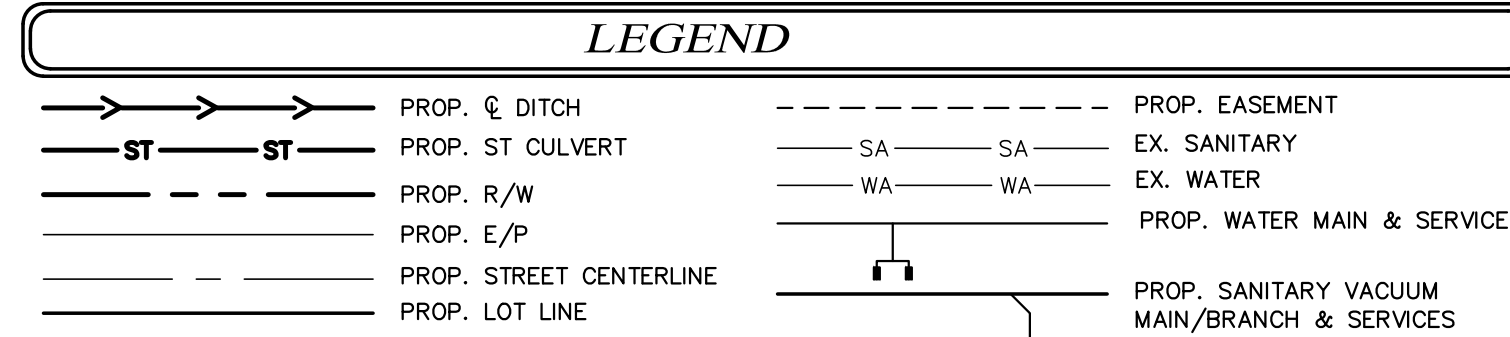 LEGEND
PROP. ℄ DITCH
ST ST PROP. ST CULVERT
PROP. R/W
PROP. E/P
PROP. STREET CENTERLINE
PROP. LOT LINE
PROP. EASEMENT
SA SA EX. SANITARY
WA WA EX. WATER
PROP. WATER MAIN & SERVICE
PROP. SANITARY VACUUM
MAIN/BRANCH & SERVICES